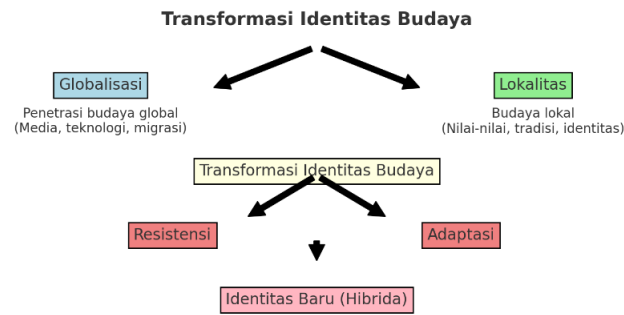 Transformasi Identitas Budaya
Globalisasi
Lokalitas
Penetrasi budaya global
(Media, teknologi, migrasi)
Budaya lokal
(Nilai-nilai, tradisi, identitas)
Transformasi Identitas Budaya
Resistensi
Adaptasi
Identitas Baru (Hibrida)